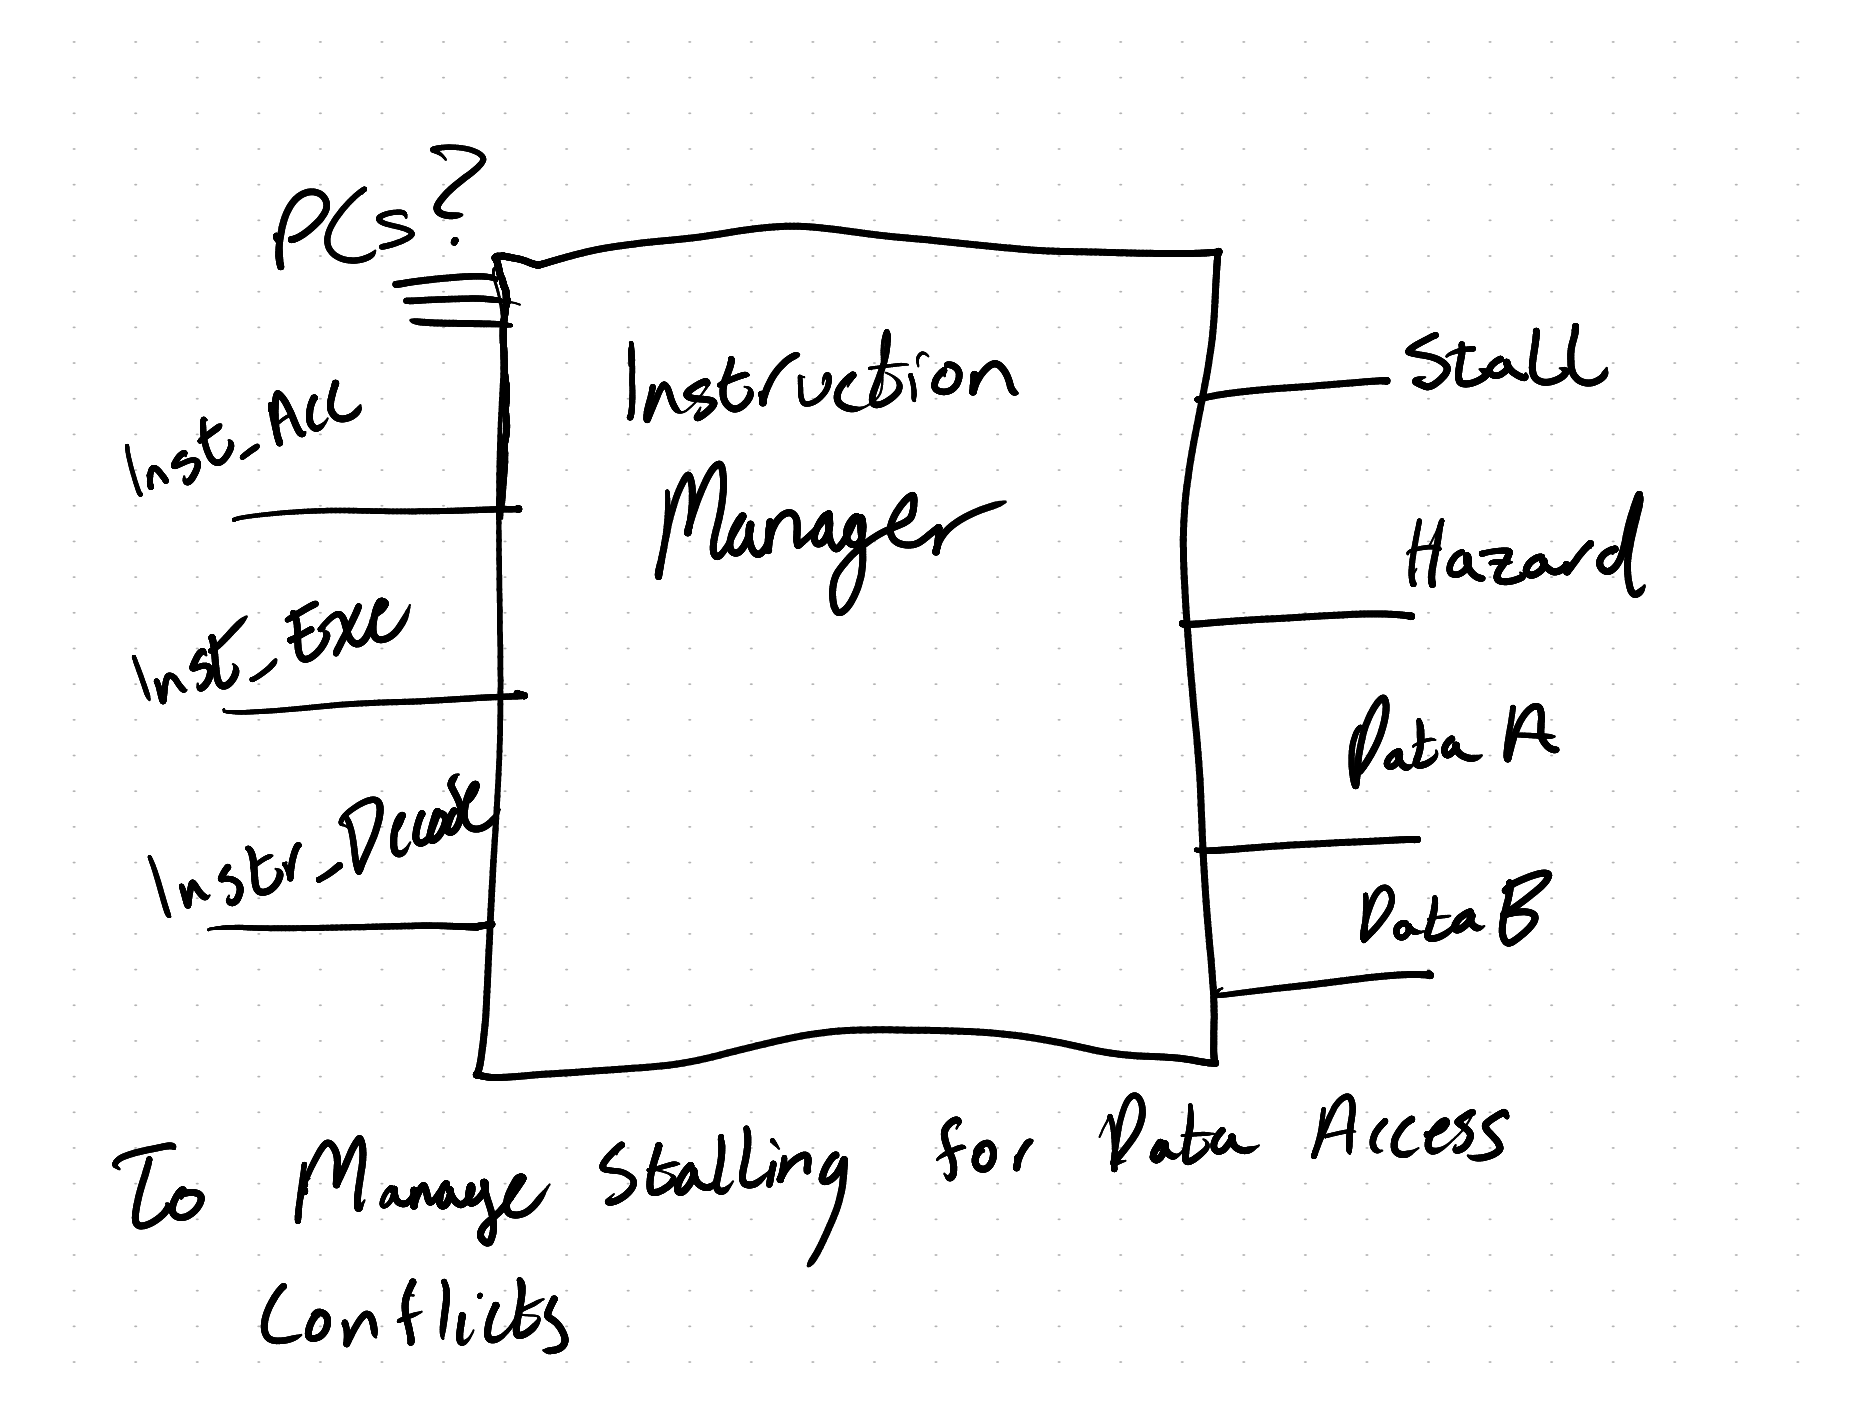 PCs?
Instruction
Manager
Inst_Acc
Inst_Exe
Instr_Decode
Stall
Hazard
Data A
Data B
To Manage Stalling for Data Access
Conflicts